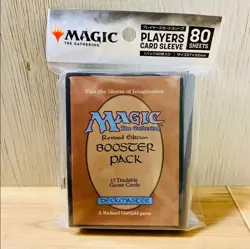 MAGIC
THE GATHERING
プレイヤーズカードスリーブ
PLAYERS
CARD SLEEVE
80
SHEETS
Visit the Shores of Imagination
MAGIC
The Gathering
Revised Edition
BOOSTER
PACK
15 Tradable
Game Cards
DECKMASTER
A Richard Garfield game